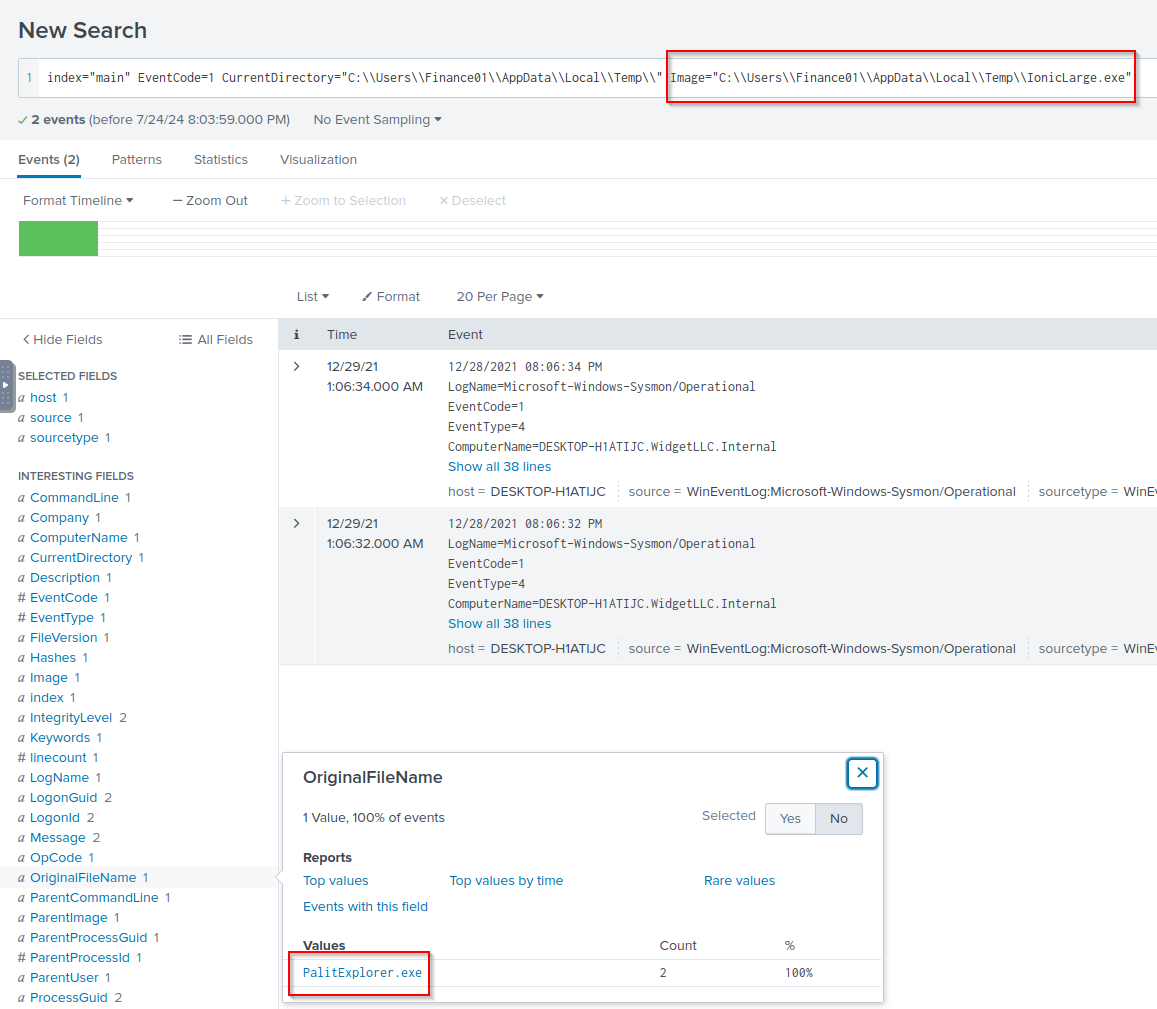 New Search
1 index="main" EventCode=1 CurrentDirectory="C:\\Users\\Finance01\\AppData\\Local\\Temp\\" Image="C:\\Users\\Finance01\\AppData\\Local\\Temp\\IonicLarge.exe"
✓ 2 events (before 7/24/24 8:03:59.000 PM) No Event Sampling
Events (2) Patterns Statistics Visualization
Format Timeline — Zoom Out + Zoom to Selection × Deselect
List Format 20 Per Page
Hide Fields All Fields
i Time Event
SELECTED FIELDS
a host 1
a source 1
a sourcetype 1
INTERESTING FIELDS
a CommandLine 1
a Company 1
a ComputerName 1
a CurrentDirectory 1
a Description 1
# EventCode 1
# EventType 1
a FileVersion 1
a Hashes 1
a Image 1
a index 1
a IntegrityLevel 2
a Keywords 1
# linecount 1
a LogName 1
a LogonGuid 2
a LogonId 2
a Message 2
a OpCode 1
a OriginalFileName 1
a ParentCommandLine 1
a ParentImage 1
a ParentProcessGuid 1
# ParentProcessId 1
a ParentUser 1
a ProcessGuid 2
12/29/21
1:06:34.000 AM
12/28/2021 08:06:34 PM
LogName=Microsoft-Windows-Sysmon/Operational
EventCode=1
EventType=4
ComputerName=DESKTOP-H1ATIJC.WidgetLLC.Internal
Show all 38 lines
host = DESKTOP-H1ATIJC source = WinEventLog:Microsoft-Windows-Sysmon/Operational sourcetype = WinE
12/29/21
1:06:32.000 AM
12/28/2021 08:06:32 PM
LogName=Microsoft-Windows-Sysmon/Operational
EventCode=1
EventType=4
ComputerName=DESKTOP-H1ATIJC.WidgetLLC.Internal
Show all 38 lines
host = DESKTOP-H1ATIJC source = WinEventLog:Microsoft-Windows-Sysmon/Operational sourcetype = WinE
OriginalFileName
1 Value, 100% of events Selected Yes No
Reports
Top values Top values by time Rare values
Events with this field
Values Count %
PalitExplorer.exe 2 100%